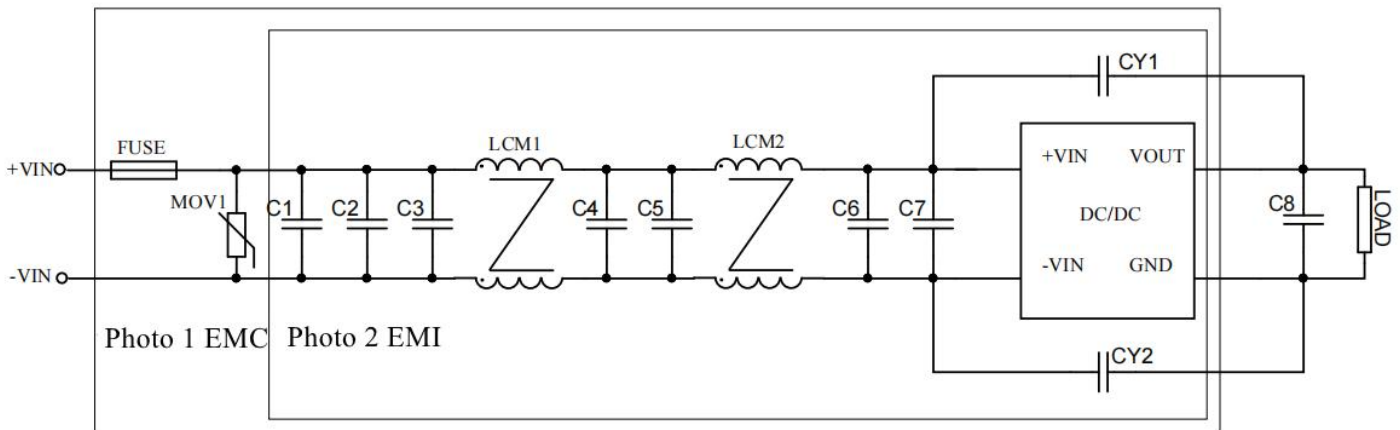 CY1
FUSE
LCM1
LCM2
+VIN
+VIN
VOUT
MOV1
C1
C2
C3
C4
C5
C6
C7
DC/DC
C8
LOAD
-VIN
-VIN
GND
Photo 1 EMC
Photo 2 EMI
CY2